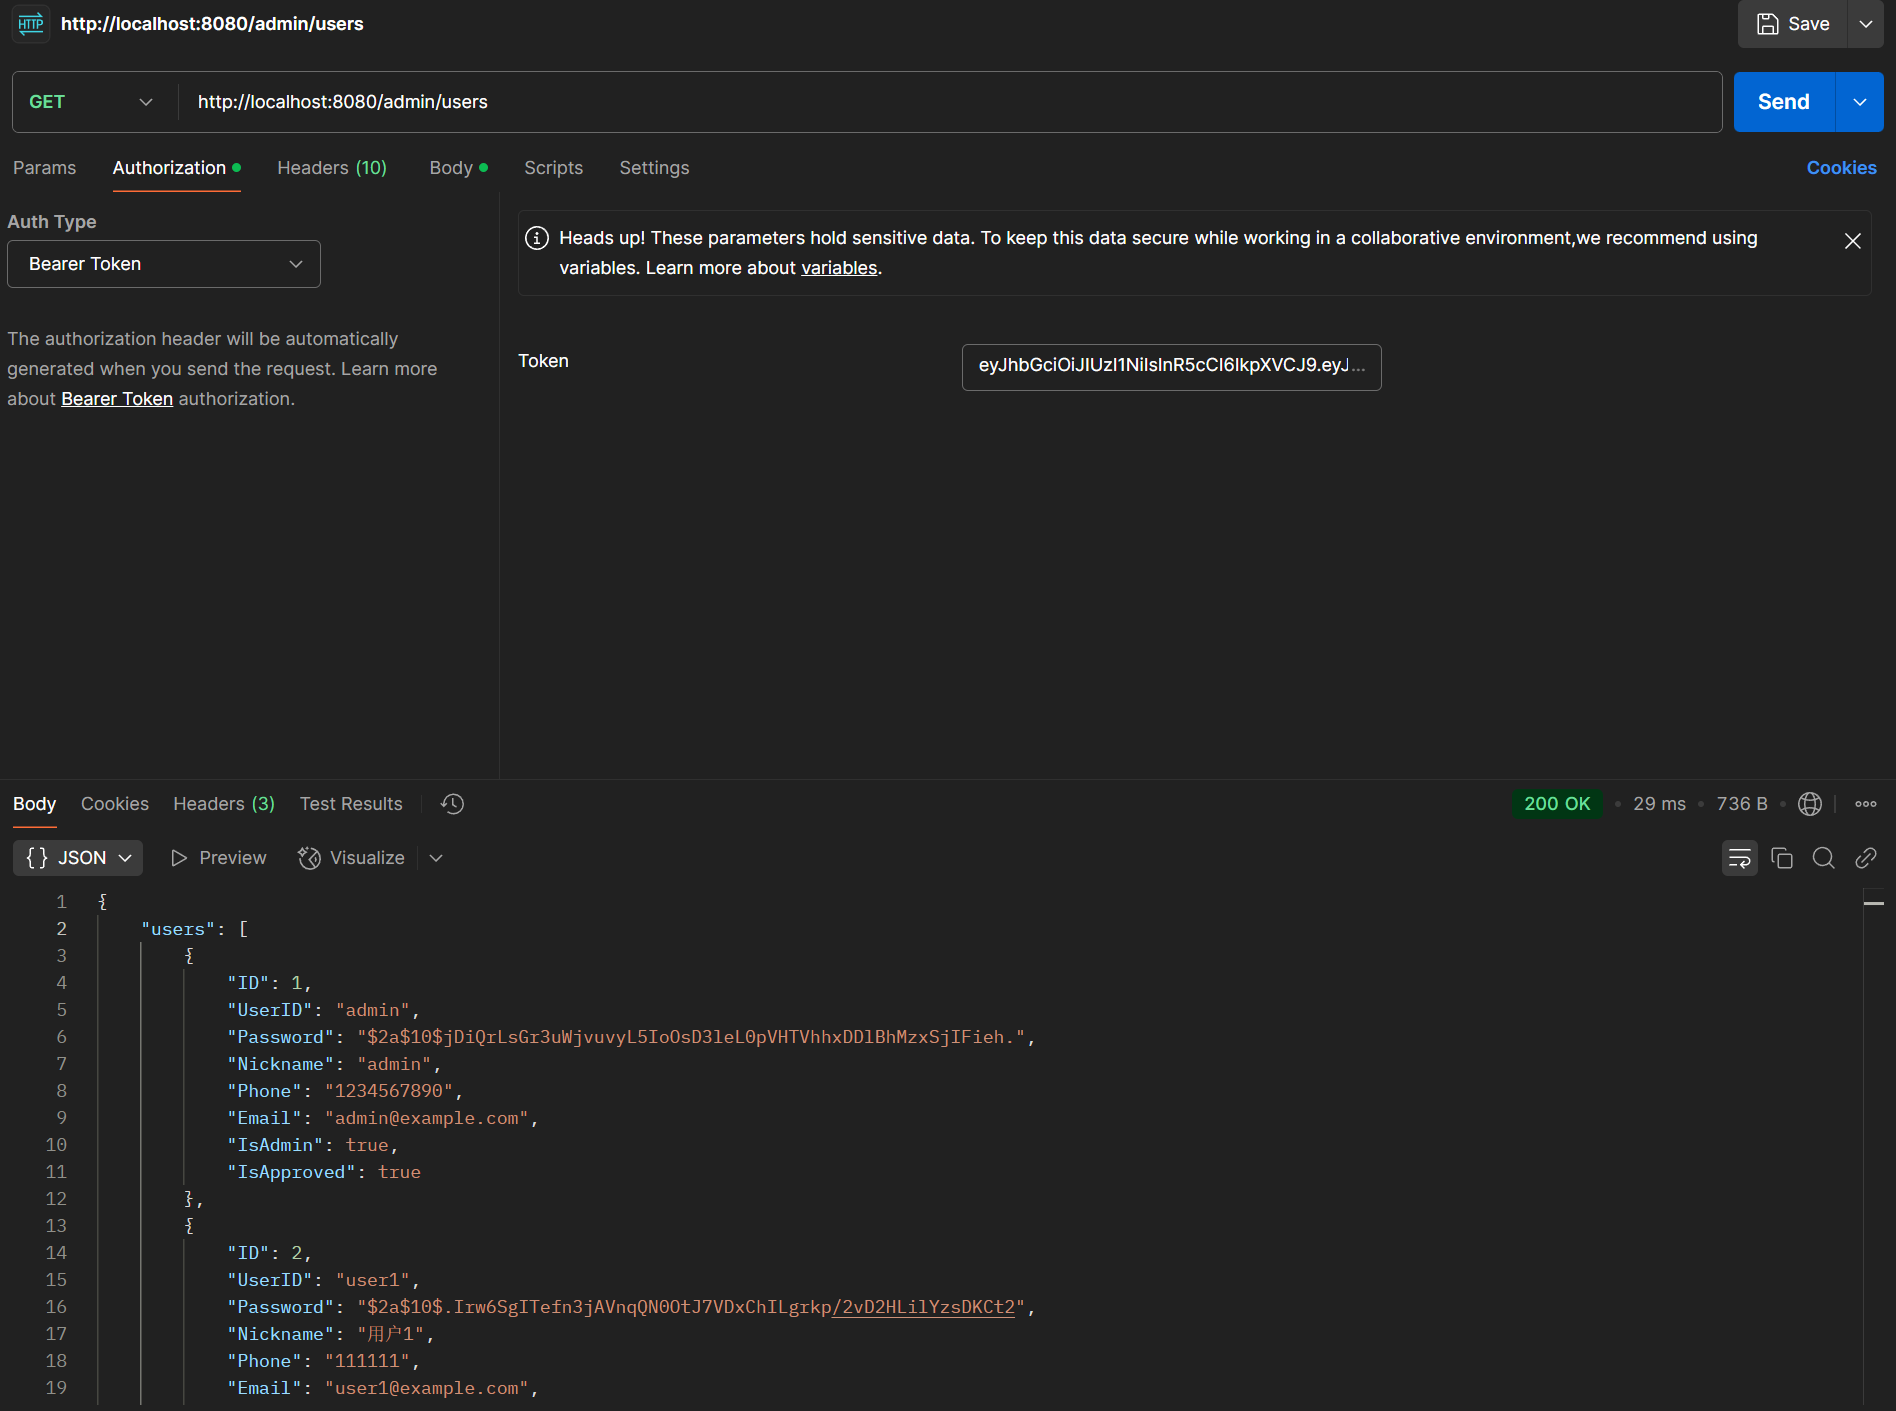 HTTP http://localhost:8080/admin/users Save
GET http://localhost:8080/admin/users Send
Params Authorization Headers (10) Body Scripts Settings Cookies
Auth Type
Bearer Token
The authorization header will be automatically
generated when you send the request. Learn more
about Bearer Token authorization.
Heads up! These parameters hold sensitive data. To keep this data secure while working in a collaborative environment,we recommend using
variables. Learn more about variables.
Token eyJhbGciOiJIUzI1NiIsInR5cCI6IkpXVCJ9.eyJ...
Body Cookies Headers (3) Test Results 200 OK 29 ms 736 B
{} JSON Preview Visualize
1 {
2 "users": [
3 {
4 "ID": 1,
5 "UserID": "admin",
6 "Password": "$2a$10$jDiQrLsGr3uWjvuvyL5IoOsD3leL0pVHTVhhxDDlBhMzxSjIFieh.",
7 "Nickname": "admin",
8 "Phone": "1234567890",
9 "Email": "admin@example.com",
10 "IsAdmin": true,
11 "IsApproved": true
12 },
13 {
14 "ID": 2,
15 "UserID": "user1",
16 "Password": "$2a$10$.Irw6SgITefn3jAVnqQN0OtJ7VDxChILgrkp/2vD2HLilYzsDKCt2",
17 "Nickname": "用户1",
18 "Phone": "111111",
19 "Email": "user1@example.com",